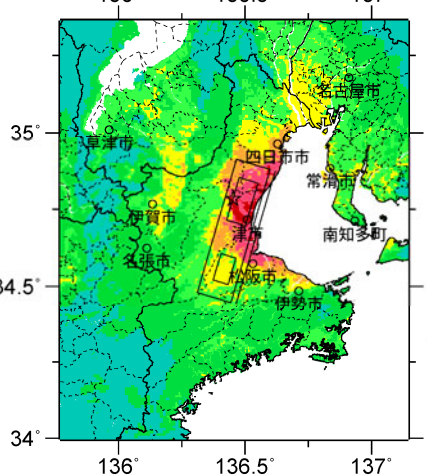 名古屋市
35°
草津市
四日市市
常滑市
伊賀市
津市
南知多町
名張市
松阪市
34.5°
伊勢市
34°
136°
136.5°
137°